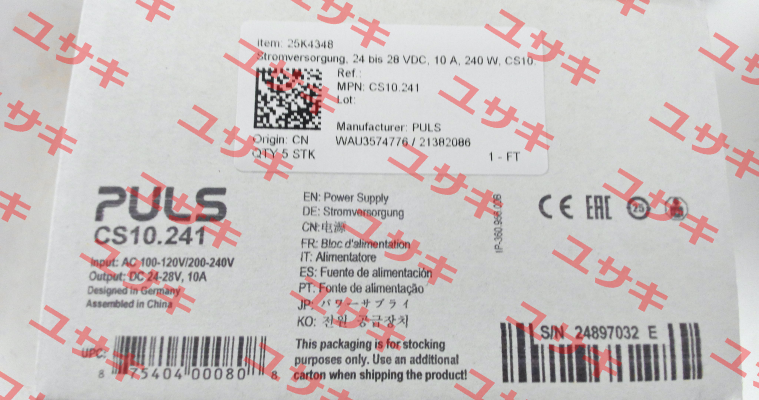 item: 25K4348
Stromversorgung, 24 bis 28 VDC, 10 A, 240 W, CS10
Ref.:
MPN: CS10.241
Lot:
Manufacturer: PULS
Origin: CN
WAU3574776 / 21382086
QTY 5 STK
1 - FT
PULS
CS10.241
Input: AC 100-120V/200-240V
Output: DC 24-28V, 10A
Designed in Germany
Assembled in China
EN: Power Supply
DE: Stromversorgung
CN: 电源
FR: Bloc d'alimentation
IT: Alimentatore
ES: Fuente de alimentación
PT: Fonte de alimentação
JP: パワーサプライ
KO: 전원 공급장치
This packaging is for stocking
purposes only. Use an additional
carton when shipping the product!
CE EAC 25
UPC:
8 75404 00080 8
S/N 24897032 E
ユサキ